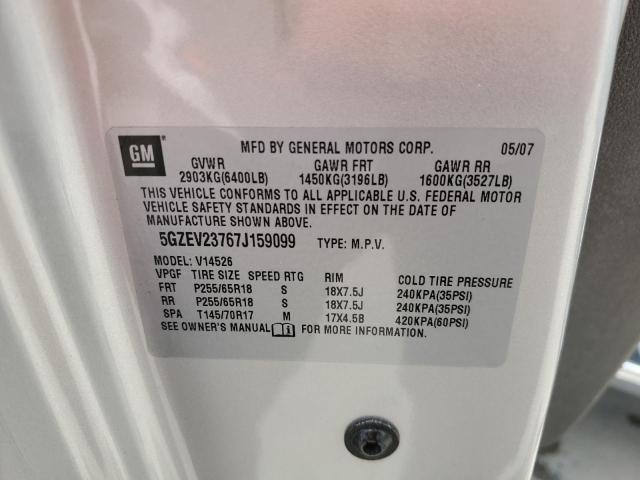 GM
MFD BY GENERAL MOTORS CORP. 05/07
GVWR GAWR FRT GAWR RR
2903KG(6400LB) 1450KG(3196LB) 1600KG(3527LB)
THIS VEHICLE CONFORMS TO ALL APPLICABLE U.S. FEDERAL MOTOR
VEHICLE SAFETY STANDARDS IN EFFECT ON THE DATE OF
MANUFACTURE SHOWN ABOVE.
5GZEV23767J159099 TYPE: M.P.V.
MODEL: V14526
VPGF TIRE SIZE SPEED RTG RIM COLD TIRE PRESSURE
FRT P255/65R18 S 18X7.5J 240KPA(35PSI)
RR P255/65R18 S 18X7.5J 240KPA(35PSI)
SPA T145/70R17 M 17X4.5B 420KPA(60PSI)
SEE OWNER'S MANUAL FOR MORE INFORMATION.